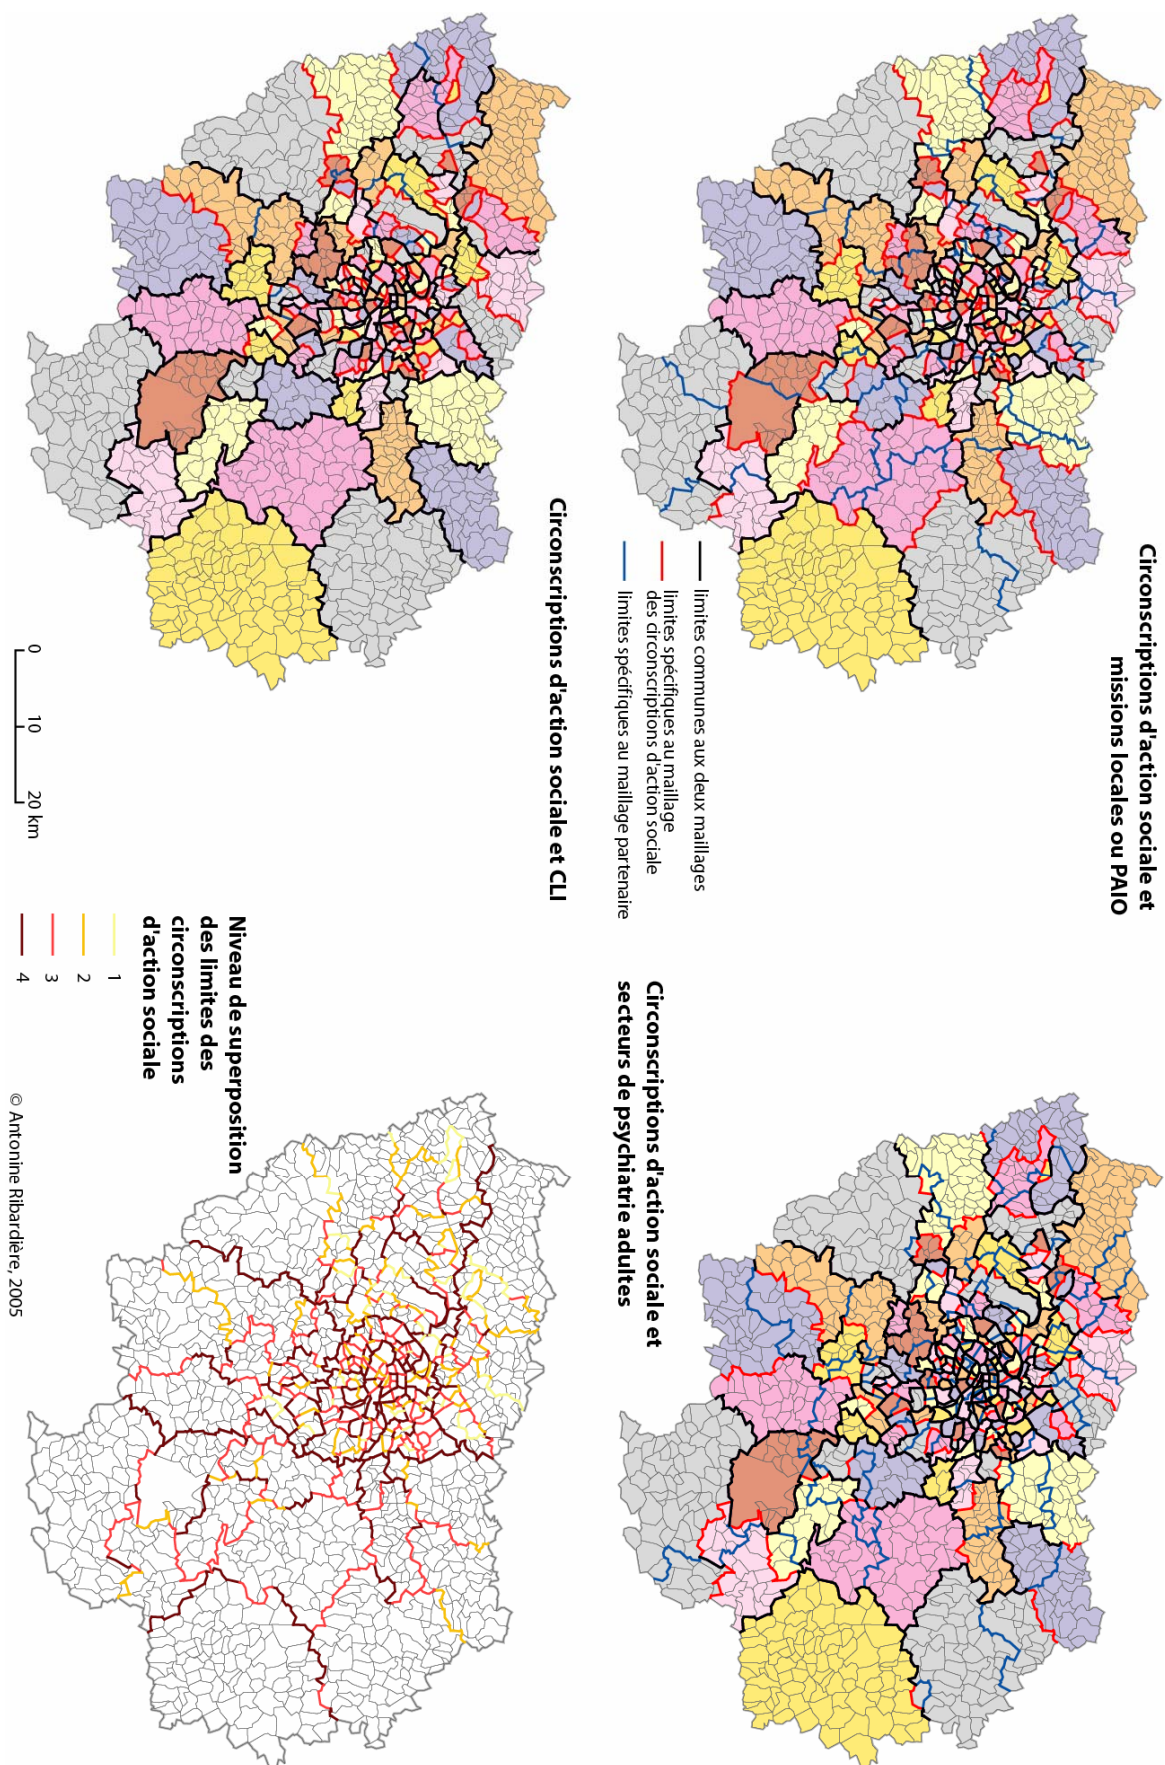 Circonscriptions d'action sociale et
missions locales ou PAIO
limites communes aux deux maillages
limites spécifiques au maillage
des circonscriptions d'action sociale
limites spécifiques au maillage partenaire
Circonscriptions d'action sociale et
secteurs de psychiatrie adultes
Circonscriptions d'action sociale et CLI
0
10
20 km
Niveau de superposition
des limites des
circonscriptions
d'action sociale
1
2
3
4
© Antonine Ribardière, 2005